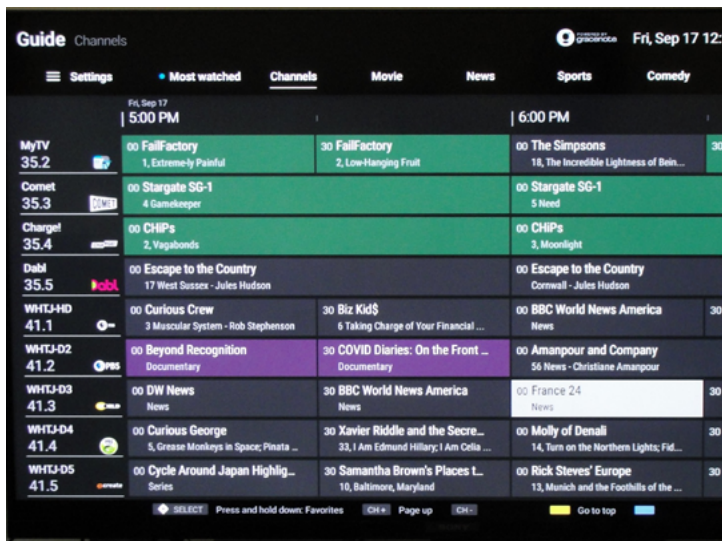 Guide Channels
POWERED BY
gracenote
Fri, Sep 17 12:
Settings
Most watched
Channels
Movie
News
Sports
Comedy
Fri, Sep 17
5:00 PM
6:00 PM
MyTV
35.2
00 FailFactory
1, Extreme-ly Painful
30 FailFactory
2, Low-Hanging Fruit
00 The Simpsons
18, The Incredible Lightness of Bein...
30
Comet
35.3
COMET
00 Stargate SG-1
4 Gamekeeper
00 Stargate SG-1
5 Need
Charge!
35.4
00 CHiPs
2, Vagabonds
00 CHiPs
3, Moonlight
Dabl
35.5
Dabl
00 Escape to the Country
17 West Sussex - Jules Hudson
00 Escape to the Country
Cornwall - Jules Hudson
WHTJ-HD
41.1
00 Curious Crew
3 Muscular System - Rob Stephenson
30 Biz Kid$
6 Taking Charge of Your Financial ...
00 BBC World News America
News
30
WHTJ-D2
41.2
PBS
00 Beyond Recognition
Documentary
30 COVID Diaries: On the Front ...
Documentary
00 Amanpour and Company
56 News - Christiane Amanpour
WHTJ-D3
41.3
00 DW News
News
30 BBC World News America
News
00 France 24
News
30
WHTJ-D4
41.4
00 Curious George
5, Grease Monkeys in Space; Pinata ...
30 Xavier Riddle and the Secre...
33, I Am Edmund Hillary; I Am Celia ...
00 Molly of Denali
14, Turn on the Northern Lights; Fid...
30
WHTJ-D5
41.5
create
00 Cycle Around Japan Highlig...
Series
30 Samantha Brown's Places t...
10, Baltimore, Maryland
00 Rick Steves' Europe
13, Munich and the Foothills of the ...
30
SELECT Press and hold down: Favorites CH + Page up CH - Go to top